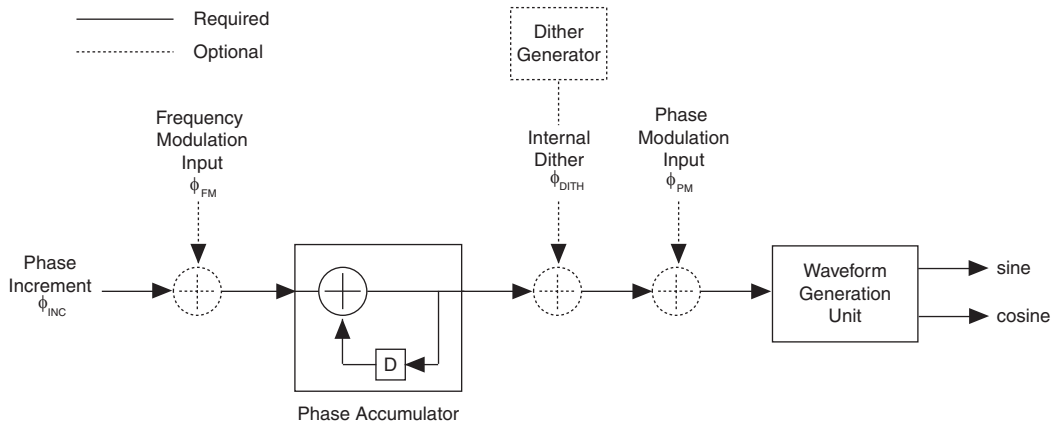 Required
Optional
Dither
Generator
Frequency
Modulation
Input
ϕFM
Internal
Dither
ϕDITH
Phase
Modulation
Input
ϕPM
Phase
Increment
ϕINC
D
Phase Accumulator
Waveform
Generation
Unit
sine
cosine